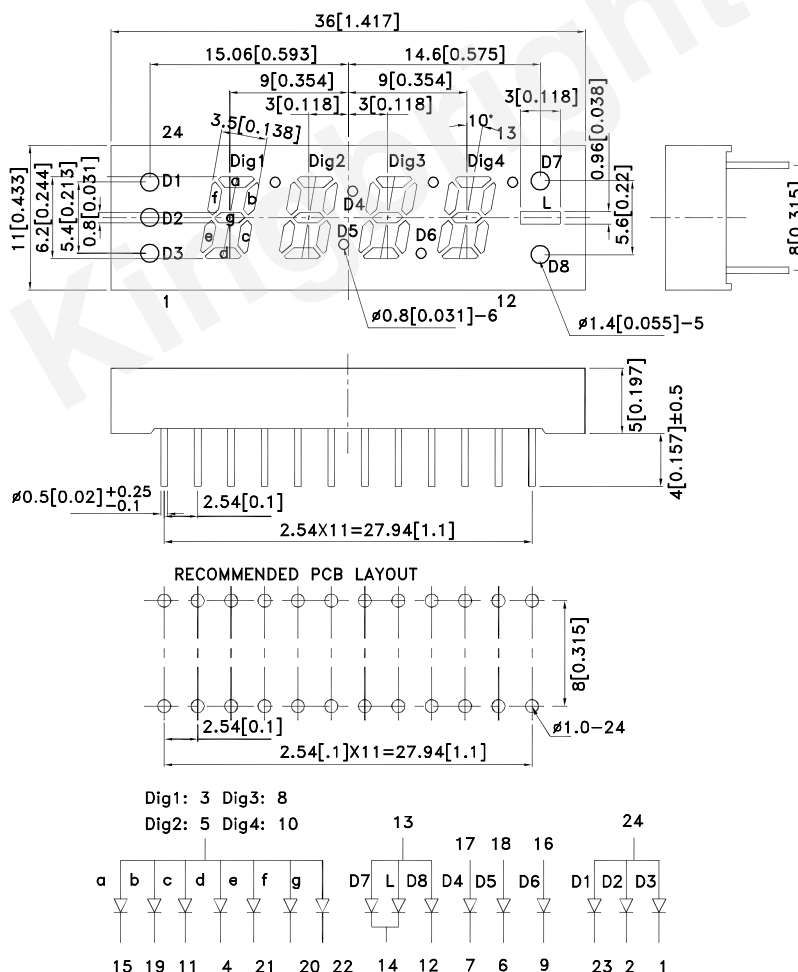 36[1.417]
15.06[0.593] 14.6[0.575]
9[0.354] 9[0.354]
3[0.118] 3[0.118] 3[0.118]
3.5[0.138] 10° 0.96[0.038]
24 13
Dig1 Dig2 Dig3 Dig4 D7
D1 a D4 L
f b
D2 g
D3 e c D5 D6 D8
d
11[0.433] 6.2[0.244] 5.4[0.213] 0.8[0.031] 5.6[0.22] 8[0.315]
1 12
ø0.8[0.031]-6 ø1.4[0.055]-5
5[0.197]
4[0.157]±0.5
ø0.5[0.02]+0.25
-0.1
2.54[0.1]
2.54X11=27.94[1.1]
RECOMMENDED PCB LAYOUT
8[0.315]
2.54[0.1] ø1.0-24
2.54[.1]X11=27.94[1.1]
Dig1: 3 Dig3: 8
Dig2: 5 Dig4: 10
13 24
17 18 16
a b c d e f g D7 L D8 D4 D5 D6 D1 D2 D3
15 19 11 4 21 20 22 14 12 7 6 9 23 2 1
Kingbright